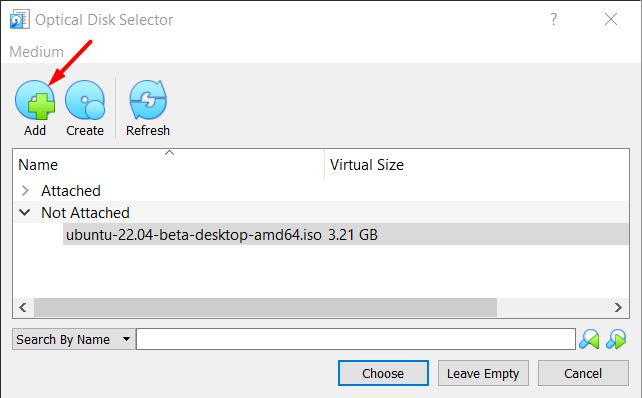 Optical Disk Selector ?
Medium
Add Create Refresh
Name Virtual Size
Attached
Not Attached
ubuntu-22.04-beta-desktop-amd64.iso 3.21 GB
Search By Name
Choose Leave Empty Cancel